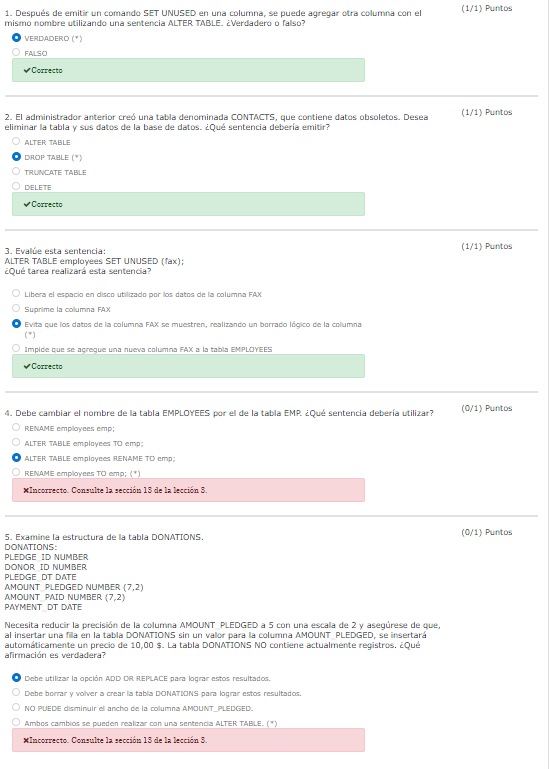 1. Después de emitir un comando SET UNUSED en una columna, se puede agregar otra columna con el
mismo nombre utilizando una sentencia ALTER TABLE. ¿Verdadero o falso?
(1/1) Puntos
VERDADERO (*)
FALSO
✔Correcto
2. El administrador anterior creó una tabla denominada CONTACTS, que contiene datos obsoletos. Desea
eliminar la tabla y sus datos de la base de datos. ¿Qué sentencia debería emitir?
(1/1) Puntos
ALTER TABLE
DROP TABLE (*)
TRUNCATE TABLE
DELETE
✔Correcto
3. Evalúe esta sentencia:
(1/1) Puntos
ALTER TABLE employees SET UNUSED (fax);
¿Qué tarea realizará esta sentencia?
Libera el espacio en disco utilizado por los datos de la columna FAX
Suprime la columna FAX
Evita que los datos de la columna FAX se muestren, realizando un borrado lógico de la columna
(*)
Impide que se agregue una nueva columna FAX a la tabla EMPLOYEES
✔Correcto
4. Debe cambiar el nombre de la tabla EMPLOYEES por el de la tabla EMP. ¿Qué sentencia debería utilizar?
(0/1) Puntos
RENAME employees emp;
ALTER TABLE employees TO emp;
ALTER TABLE employees RENAME TO emp;
RENAME employees TO emp; (*)
✖Incorrecto. Consulte la sección 13 de la lección 3.
5. Examine la estructura de la tabla DONATIONS.
(0/1) Puntos
DONATIONS:
PLEDGE_ID NUMBER
DONOR_ID NUMBER
PLEDGE_DT DATE
AMOUNT_PLEDGED NUMBER (7,2)
AMOUNT_PAID NUMBER (7,2)
PAYMENT_DT DATE
Necesita reducir la precisión de la columna AMOUNT_PLEDGED a 5 con una escala de 2 y asegúrese de que,
al insertar una fila en la tabla DONATIONS sin un valor para la columna AMOUNT_PLEDGED, se insertará
automáticamente un precio de 10,00 $. La tabla DONATIONS NO contiene actualmente registros. ¿Qué
afirmación es verdadera?
Debe utilizar la opción ADD OR REPLACE para lograr estos resultados.
Debe borrar y volver a crear la tabla DONATIONS para lograr estos resultados.
NO PUEDE disminuir el ancho de la columna AMOUNT_PLEDGED.
Ambos cambios se pueden realizar con una sentencia ALTER TABLE. (*)
✖Incorrecto. Consulte la sección 13 de la lección 3.